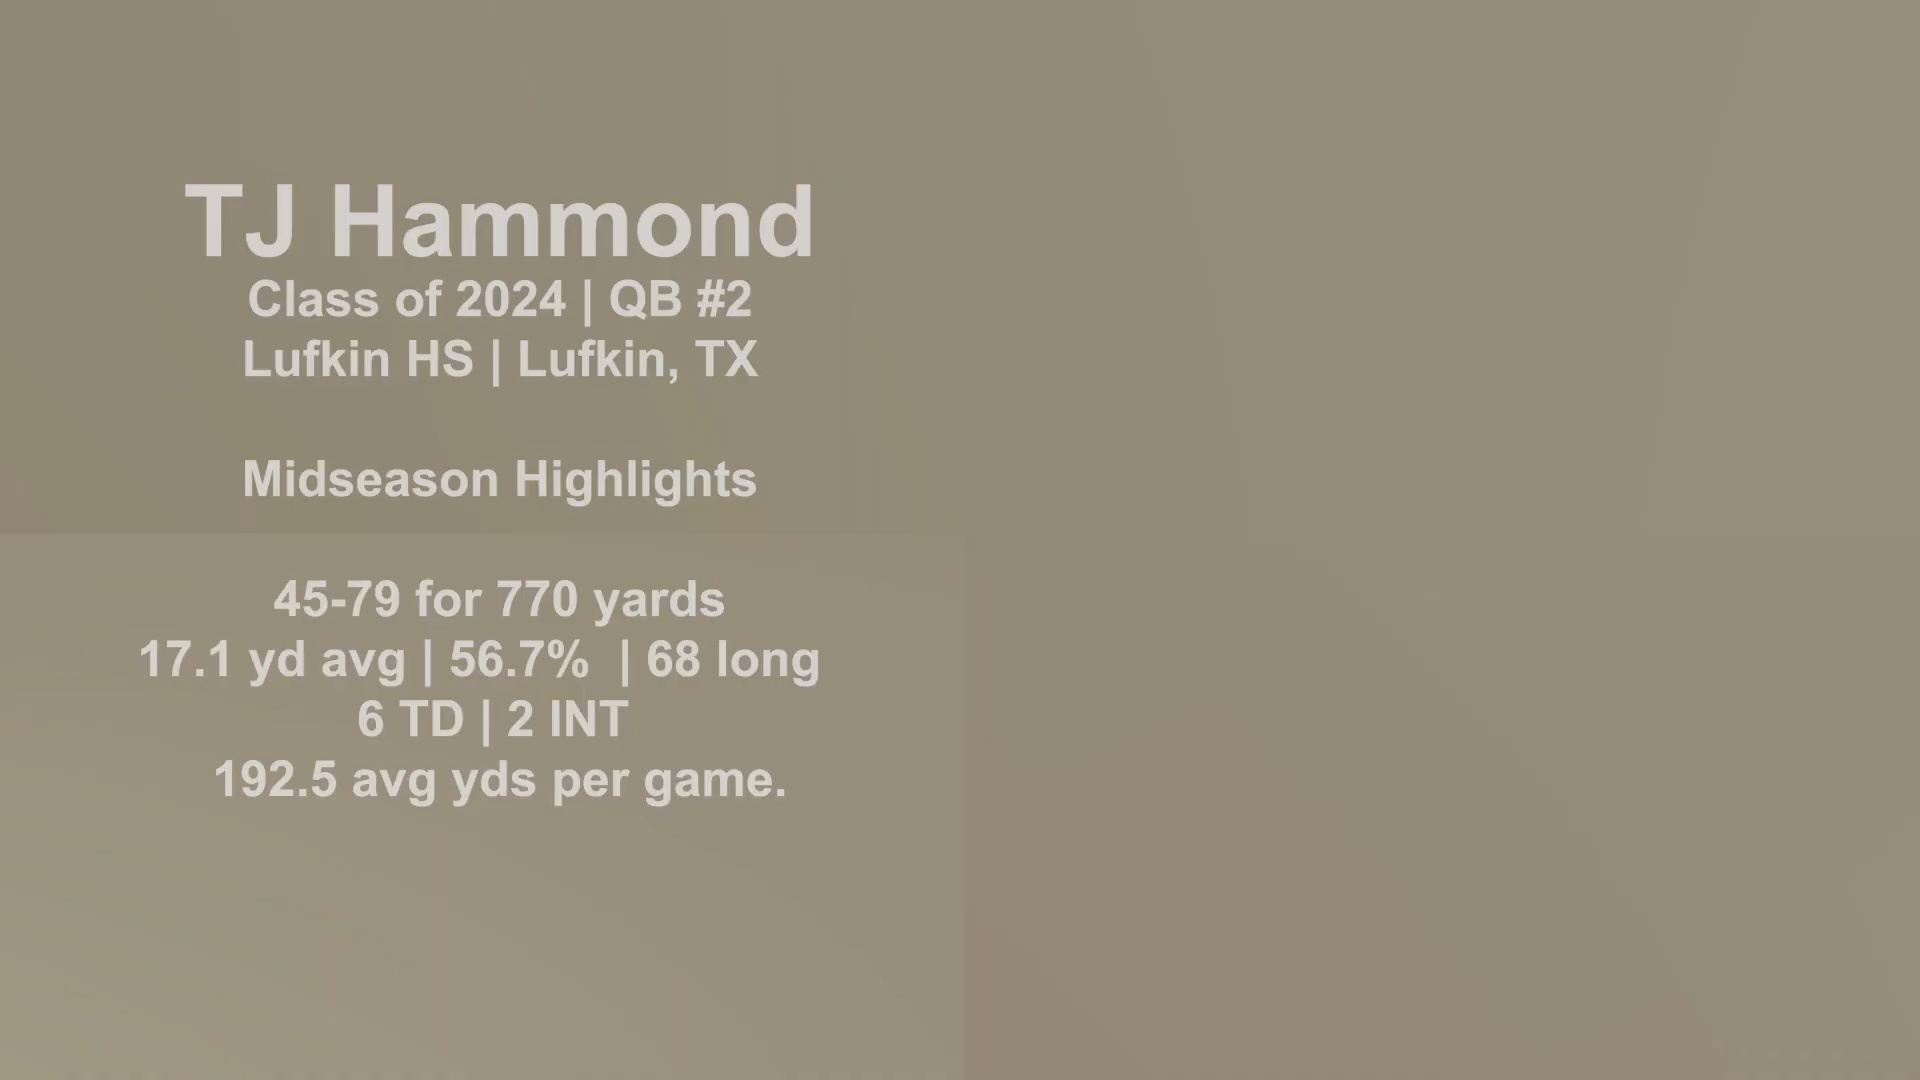 TJ Hammond
Class of 2024 | QB #2
Lufkin HS | Lufkin, TX
Midseason Highlights
45-79 for 770 yards
17.1 yd avg | 56.7% | 68 long
6 TD | 2 INT
192.5 avg yds per game.